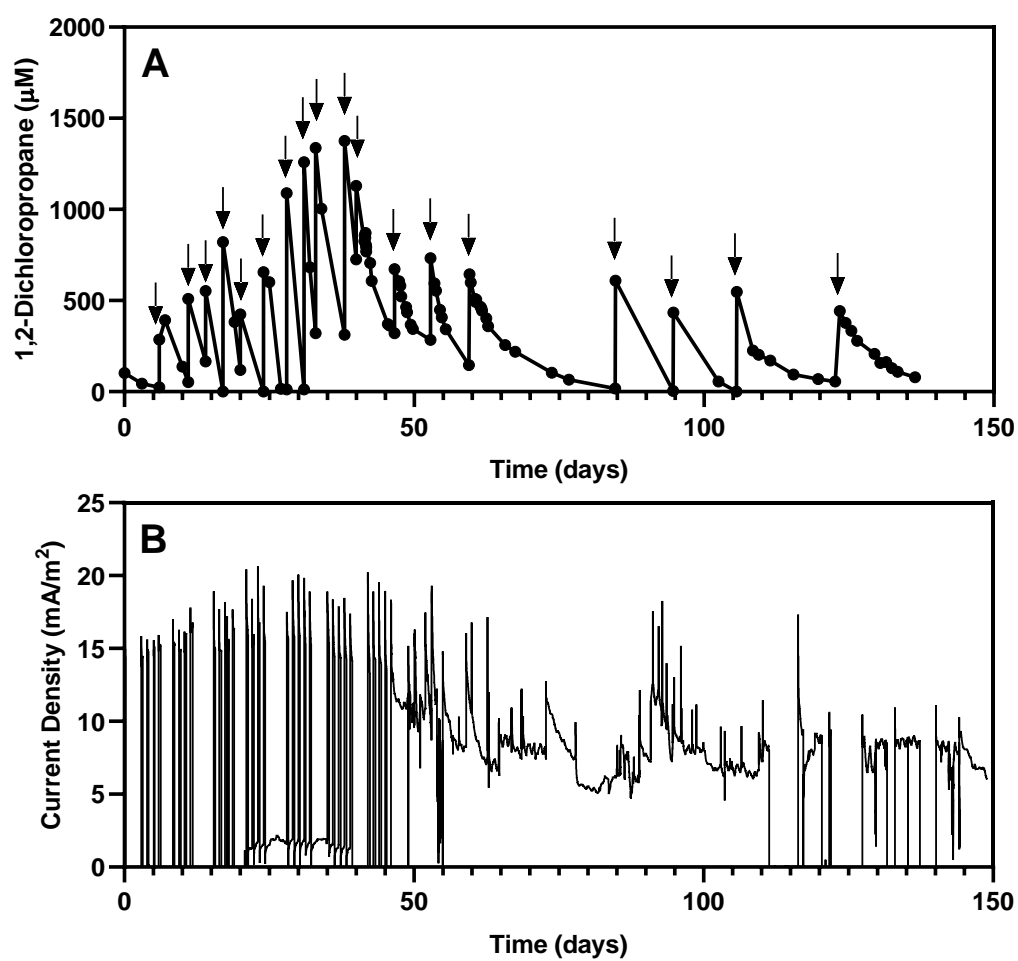 A
2000
1500
1000
500
0
1,2-Dichloropropane (μM)
0 50 100 150
Time (days)
B
25
20
15
10
5
0
Current Density (mA/m²)
0 50 100 150
Time (days)